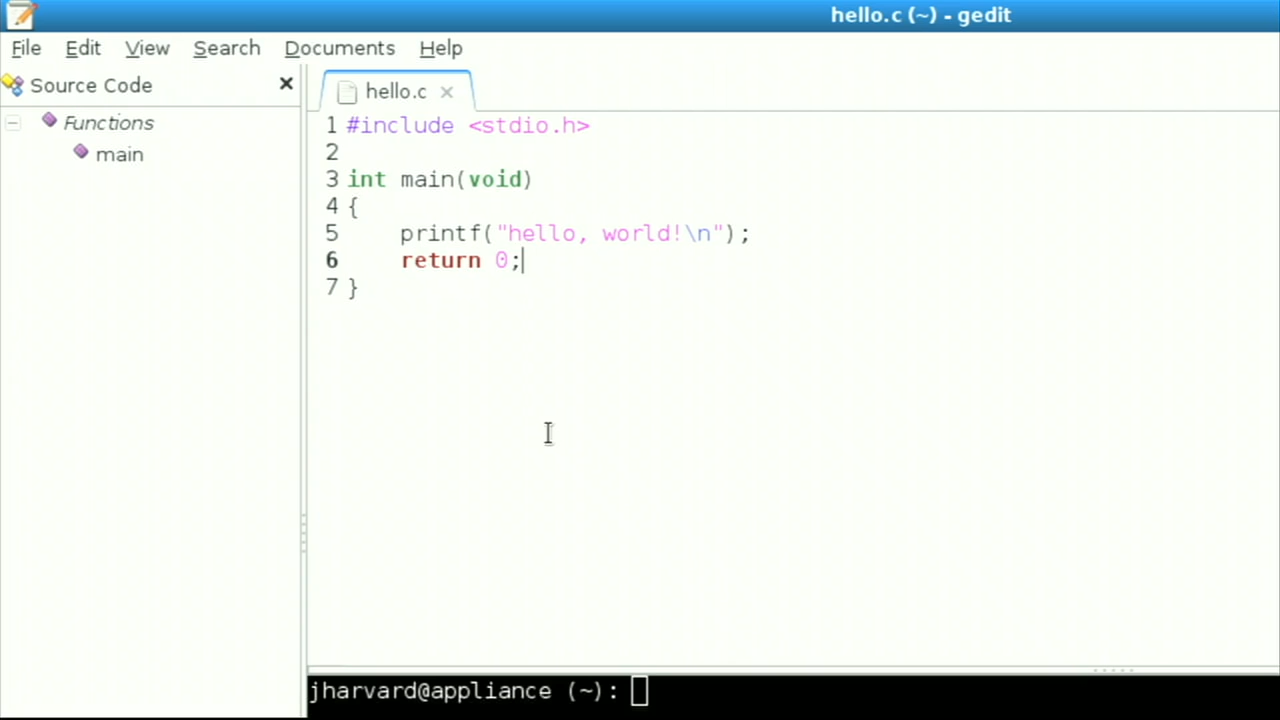 hello.c (~) - gedit
File Edit View Search Documents Help
Source Code
Functions
main
hello.c
1 #include <stdio.h>
2
3 int main(void)
4 {
5     printf("hello, world!\n");
6     return 0;
7 }
jharvard@appliance (~):